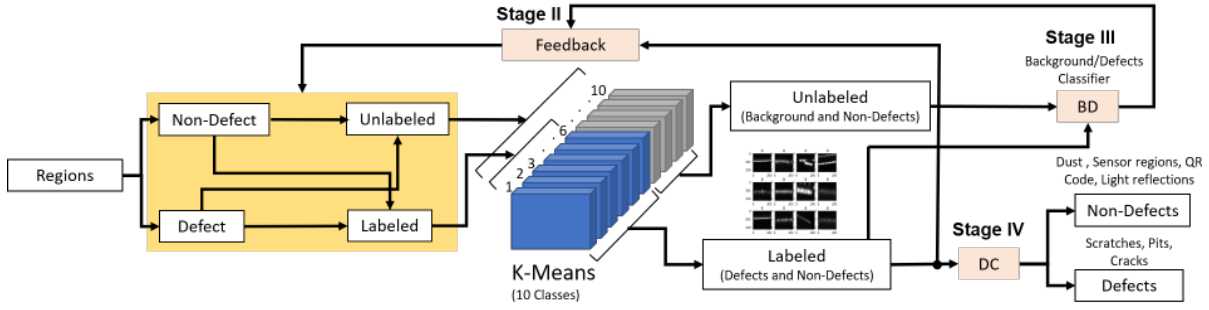 Stage II
Feedback
Stage III
Background/Defects
Classifier
BD
Regions
Non-Defect
Unlabeled
Defect
Labeled
10
6
3
2
1
K-Means
(10 Classes)
Unlabeled
(Background and Non-Defects)
Labeled
(Defects and Non-Defects)
Stage IV
DC
Dust , Sensor regions, QR
Code, Light reflections
Non-Defects
Scratches, Pits,
Cracks
Defects